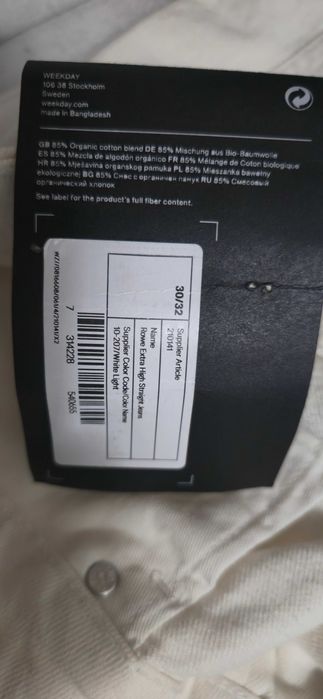 WEEKDAY
106 38 Stockholm
Sweden
weekday.com
made in Bangladesh
GB 85% Organic cotton blend DE 85% Mischung aus Bio-Baumwolle
ES 85% Mezcla de algodón orgánico FR 85% Mélange de Coton biologique
HR 85% Mješavina organskog pamuka PL 85% Mieszanka bawełny
ekologicznej BG 85% Смес с органичен памук RU 85% Смесовый
органический хлопок
See label for the product's full fiber content.
30/32
Supplier Article
210141
Name
Rowe Extra High Straight Jeans
Supplier Color Code/Color Name
10-207/White Light
7 314228 540655